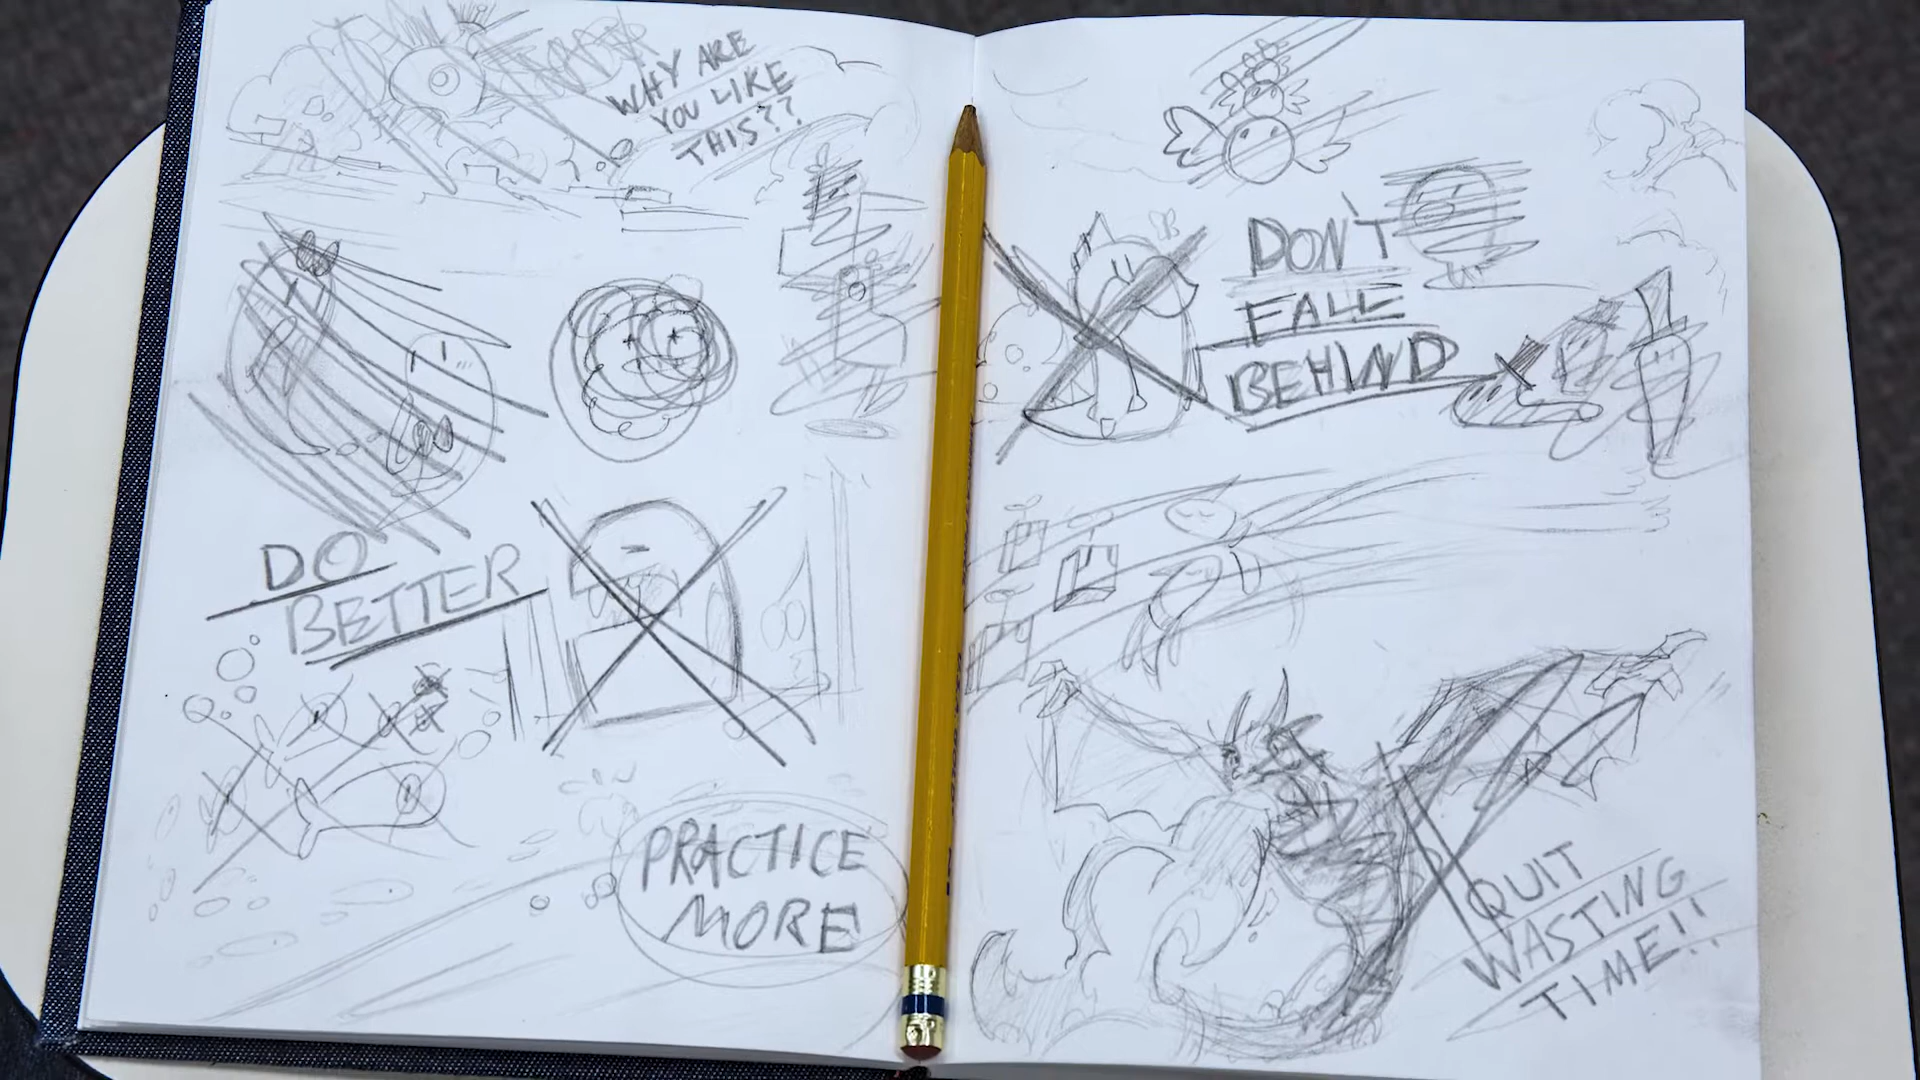 WHY ARE
YOU LIKE
THIS??
DO
BETTER
PRACTICE
MORE
DON'T
FALL
BEHIND
QUIT
WASTING
TIME!!